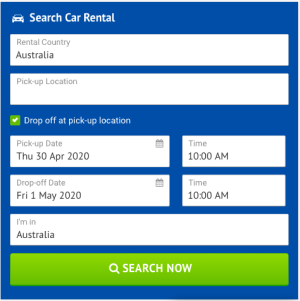 Search Car Rental
Rental Country
Australia
Pick-up Location
Drop off at pick-up location
Pick-up Date Time
Thu 30 Apr 2020 10:00 AM
Drop-off Date Time
Fri 1 May 2020 10:00 AM
I'm in
Australia
SEARCH NOW